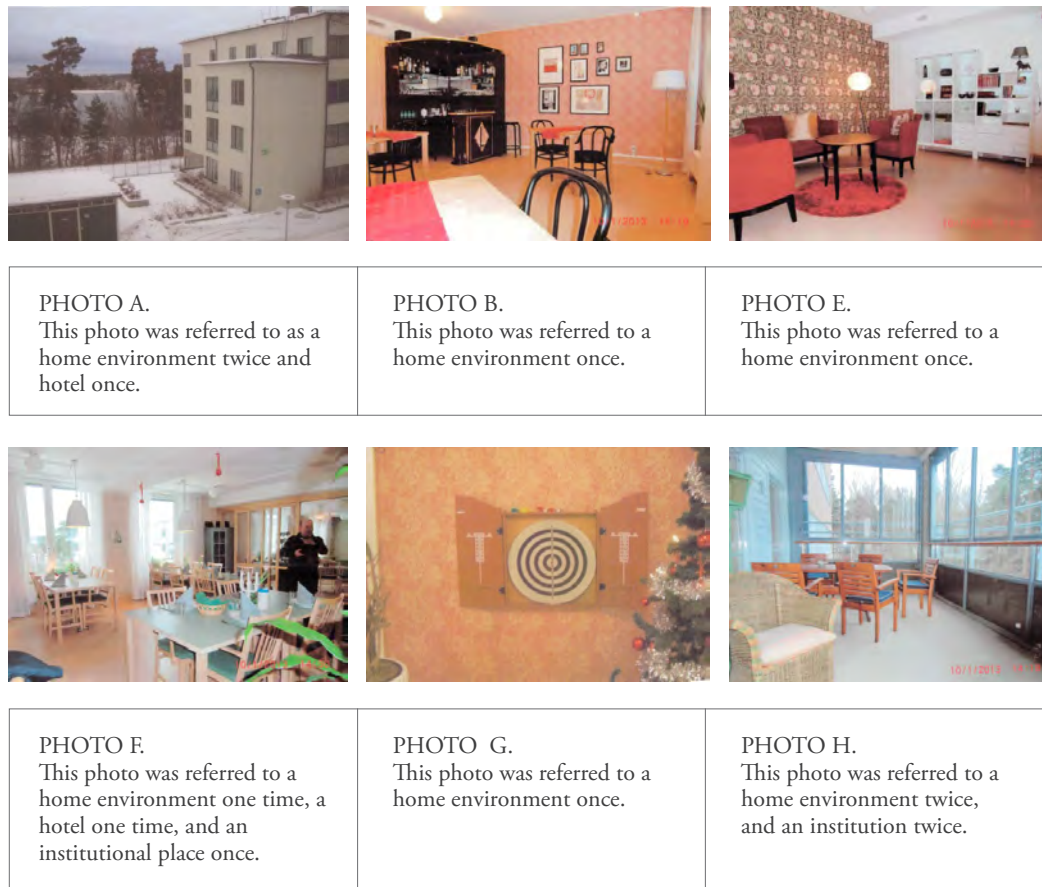 PHOTO A.
This photo was referred to as a
home environment twice and
hotel once.
PHOTO B.
This photo was referred to a
home environment once.
PHOTO E.
This photo was referred to a
home environment once.
PHOTO F.
This photo was referred to a
home environment one time, a
hotel one time, and an
institutional place once.
PHOTO G.
This photo was referred to a
home environment once.
PHOTO H.
This photo was referred to a
home environment twice,
and an institution twice.